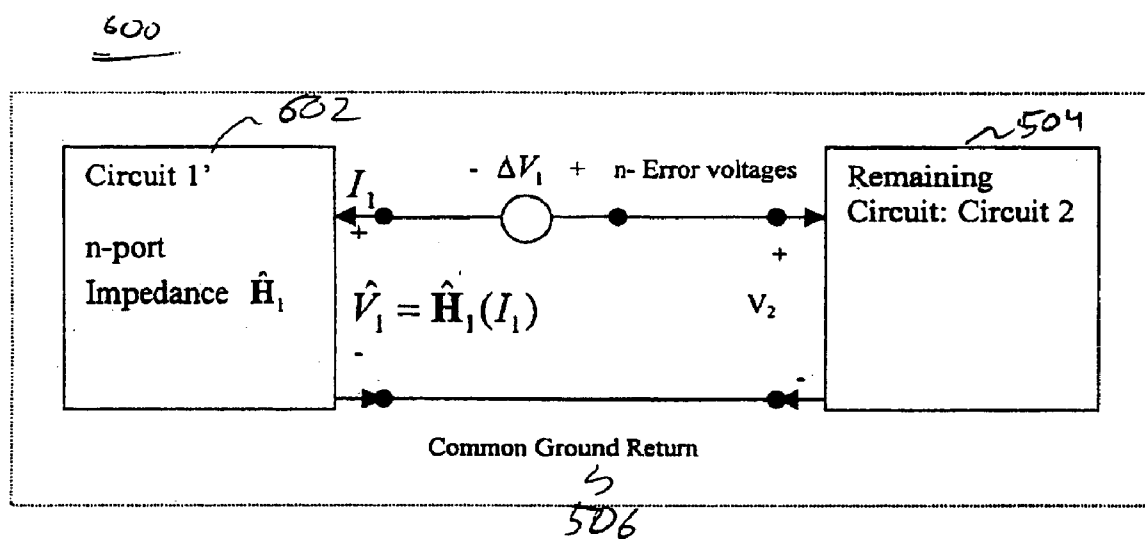 600
602
504
Circuit 1'
n-port
Impedance Ĥ₁
I₁
- ΔV₁ + n- Error voltages
Remaining
Circuit: Circuit 2
+
V̂₁ = Ĥ₁(I₁)
-
+
V₂
-
Common Ground Return
506